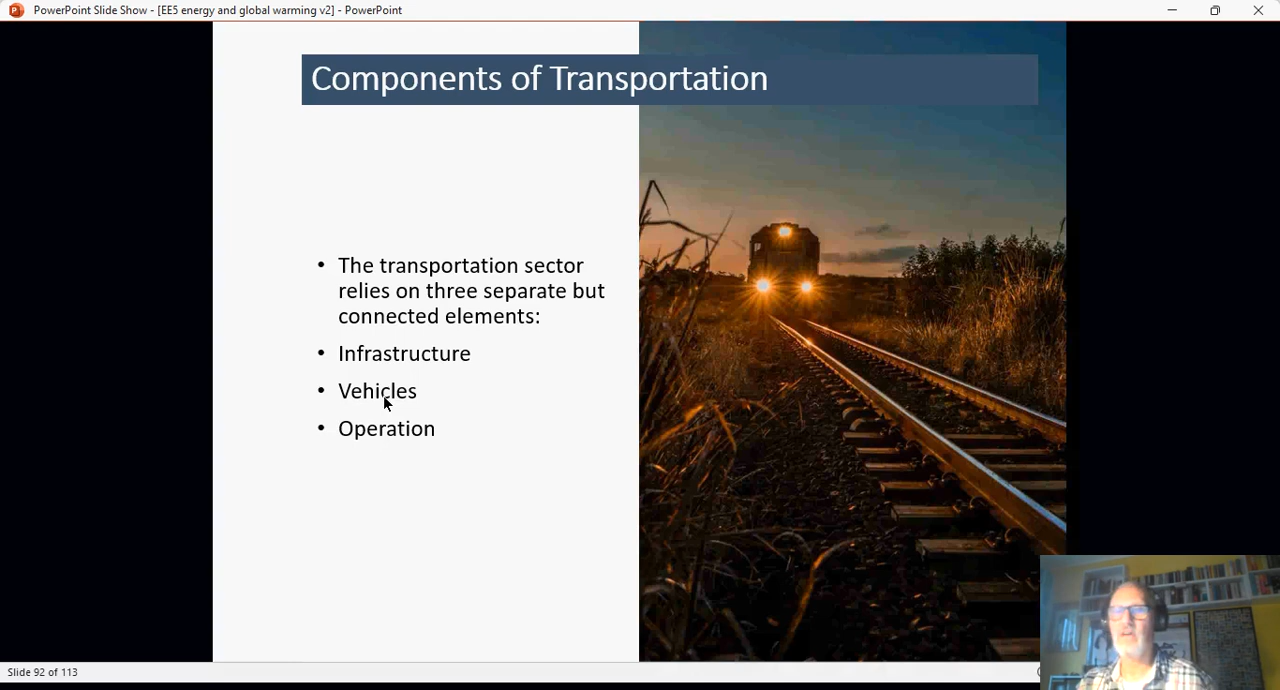 PowerPoint Slide Show - [EE5 energy and global warming v2] - PowerPoint
Components of Transportation
• The transportation sector
relies on three separate but
connected elements:
• Infrastructure
• Vehicles
• Operation
Slide 92 of 113